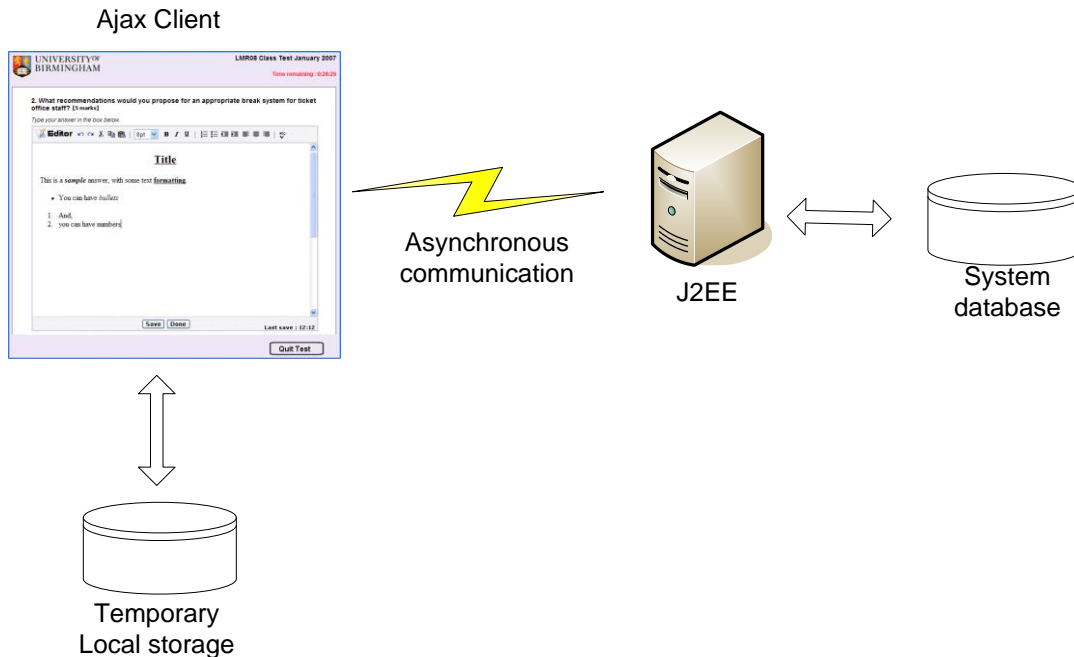 Ajax Client
UNIVERSITY OF
BIRMINGHAM
LMR08 Class Test January 2007
Time remaining : 0:28:29
2. What recommendations would you propose for an appropriate break system for ticket
office staff? [3 marks]
Type your answer in the box below.
Editor
8pt
B I U
Title
This is a sample answer, with some text formatting.
• You can have bullets
1. And,
2. you can have numbers
Save Done
Last save : 12:12
Quit Test
Asynchronous
communication
J2EE
System
database
Temporary
Local storage